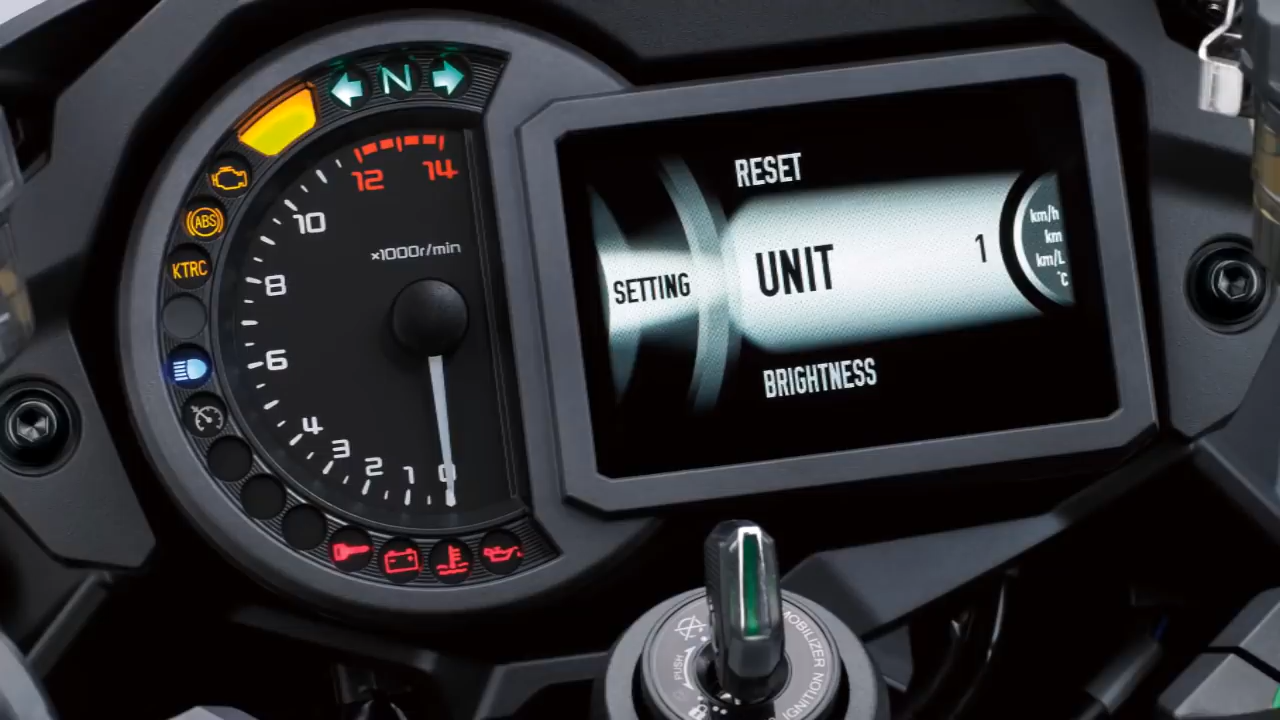 N
ABS
KTRC
12
14
10
×1000r/min
8
6
4
3
2
1
0
RESET
SETTING
UNIT
1
km/h
km
km/L
°C
BRIGHTNESS
PUSH
MOBILIZER
IGNITION